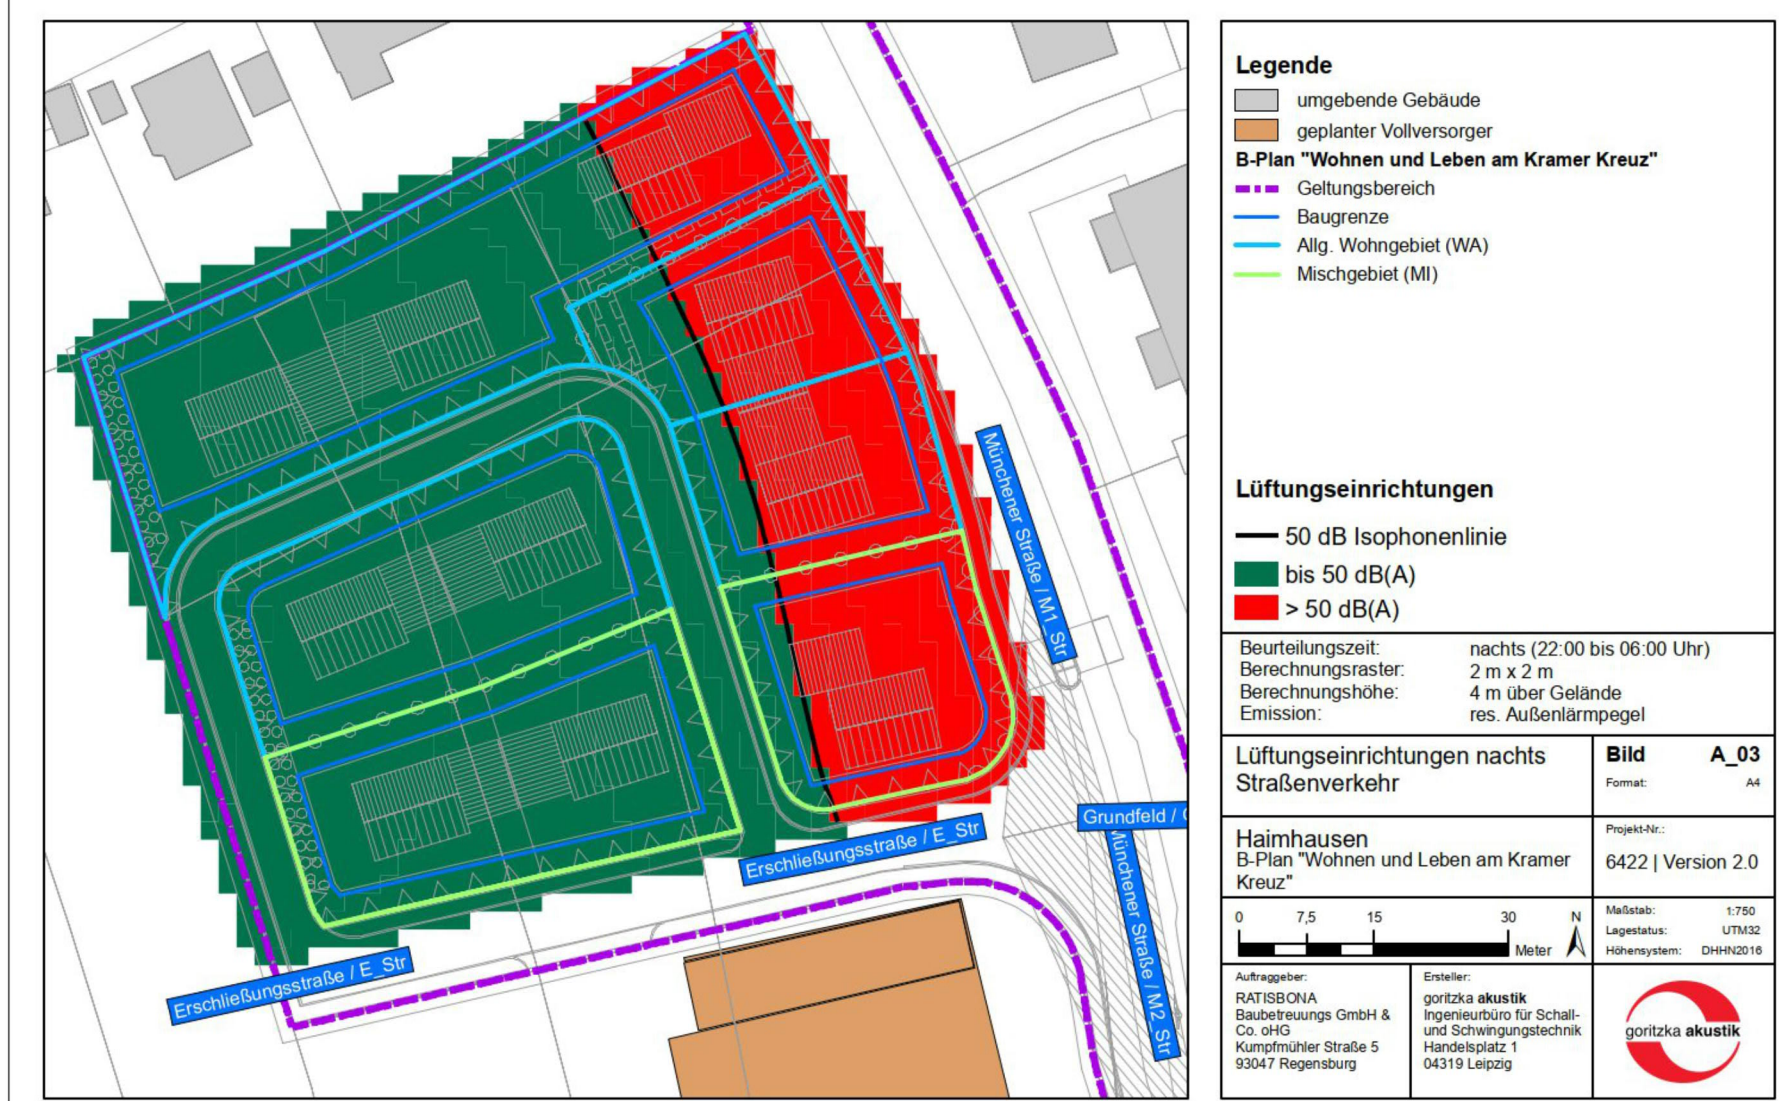 Münchener Straße / M1_Str
Grundfeld /
Erschließungsstraße / E_Str
Münchener Straße / M2_Str
Erschließungsstraße / E_Str
Legende
umgebende Gebäude
geplanter Vollversorger
B-Plan "Wohnen und Leben am Kramer Kreuz"
Geltungsbereich
Baugrenze
Allg. Wohngebiet (WA)
Mischgebiet (MI)
Lüftungseinrichtungen
50 dB Isophonenlinie
bis 50 dB(A)
> 50 dB(A)
Beurteilungszeit: nachts (22:00 bis 06:00 Uhr)
Berechnungsraster: 2 m x 2 m
Berechnungshöhe: 4 m über Gelände
Emission: res. Außenlärmpegel
Lüftungseinrichtungen nachts
Straßenverkehr
Bild A_03
Format: A4
Haimhausen
B-Plan "Wohnen und Leben am Kramer
Kreuz"
Projekt-Nr.:
6422 | Version 2.0
0 7,5 15 30 N
Meter
Maßstab: 1:750
Lagestatus: UTM32
Höhensystem: DHHN2016
Auftraggeber:
RATISBONA
Baubetreuungs GmbH &
Co. oHG
Kumpfmühler Straße 5
93047 Regensburg
Ersteller:
goritzka akustik
Ingenieurbüro für Schall-
und Schwingungstechnik
Handelsplatz 1
04319 Leipzig
goritzka akustik